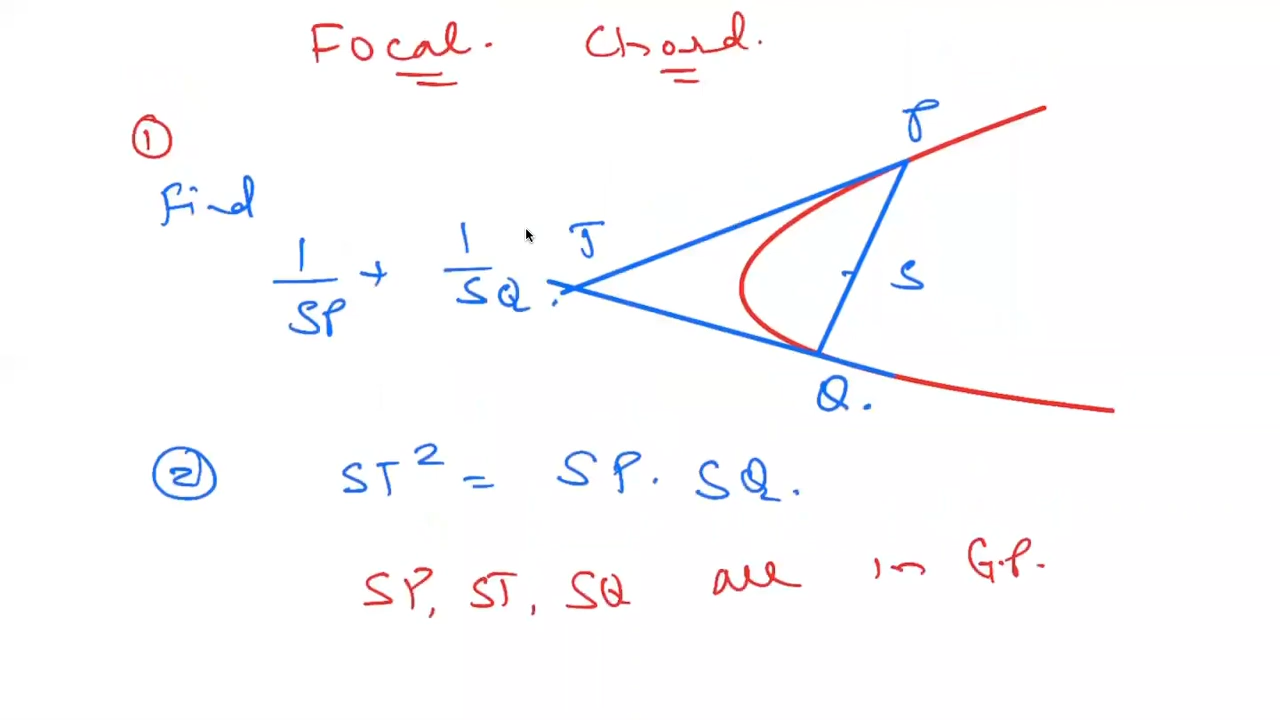 Focal. Chord.
①
Find
1/SP + 1/SQ.
T
P
S
Q.
② ST² = SP. SQ.
SP, ST, SQ are in G.P.